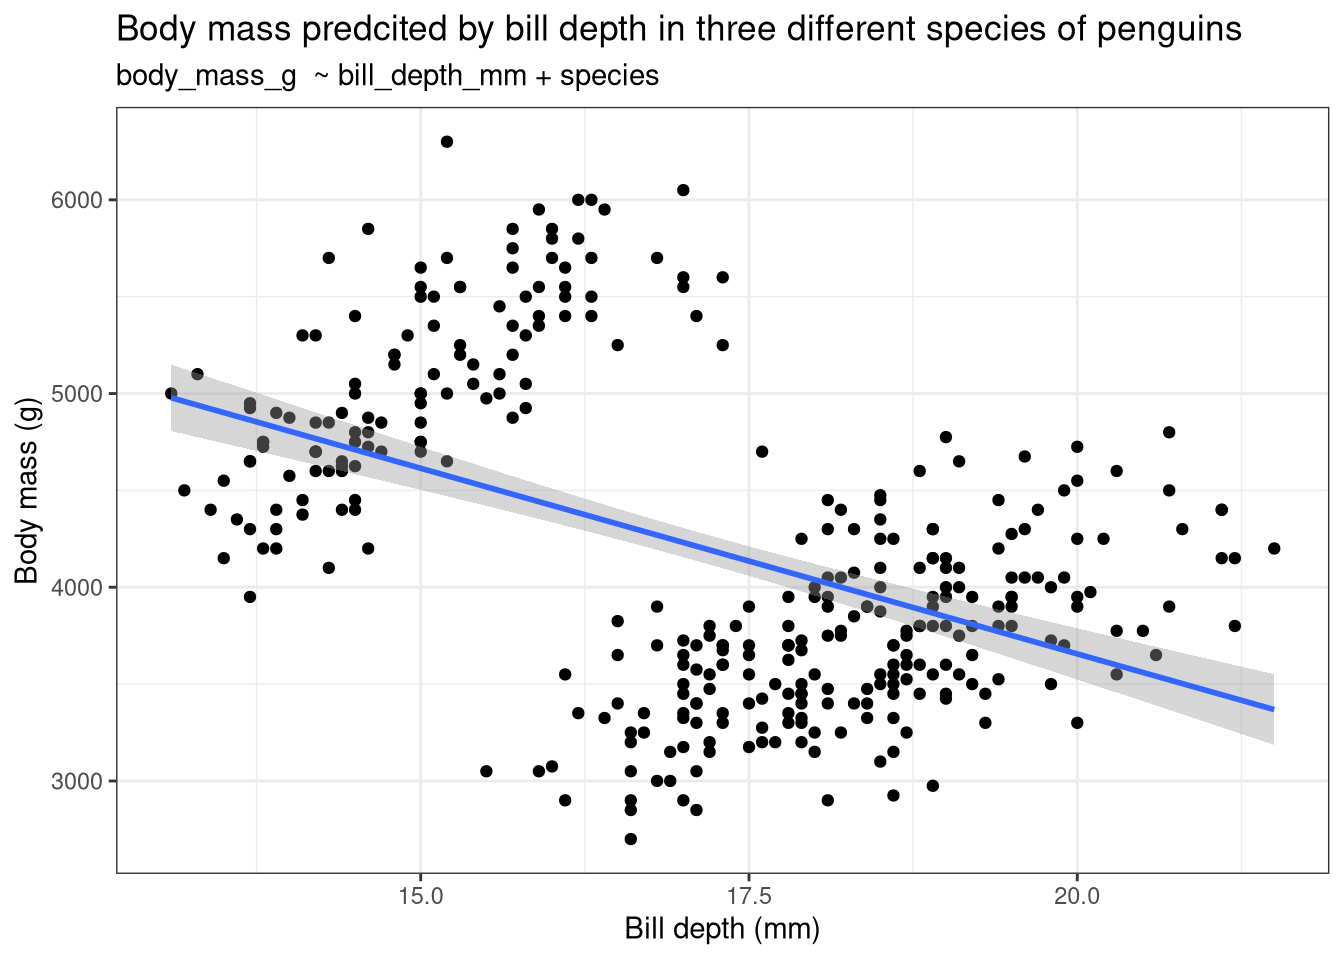 Body mass predcited by bill depth in three different species of penguins
body_mass_g  ~ bill_depth_mm + species
6000
5000
4000
3000
Body mass (g)
15.0
17.5
20.0
Bill depth (mm)